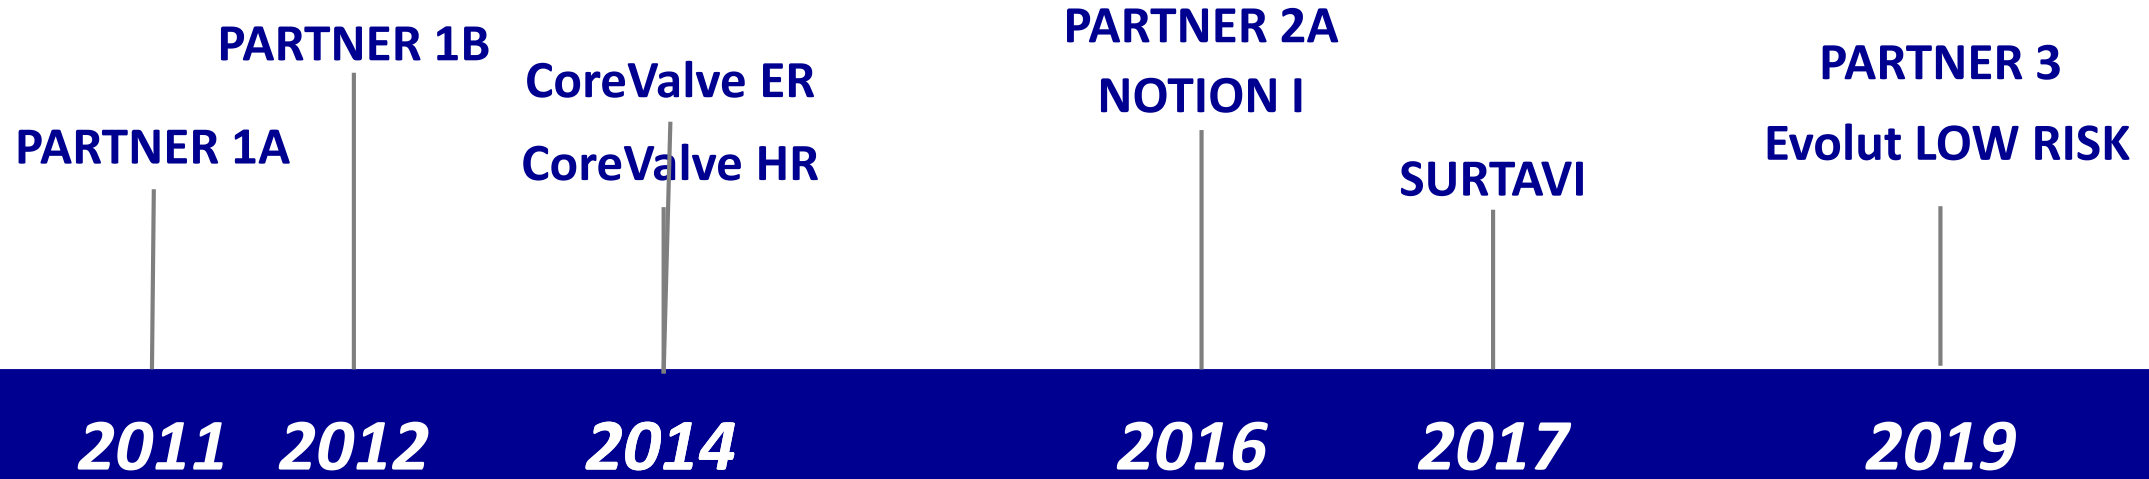 PARTNER 1A
PARTNER 1B
CoreValve ER
CoreValve HR
PARTNER 2A
NOTION I
SURTAVI
PARTNER 3
Evolut LOW RISK
2011
2012
2014
2016
2017
2019